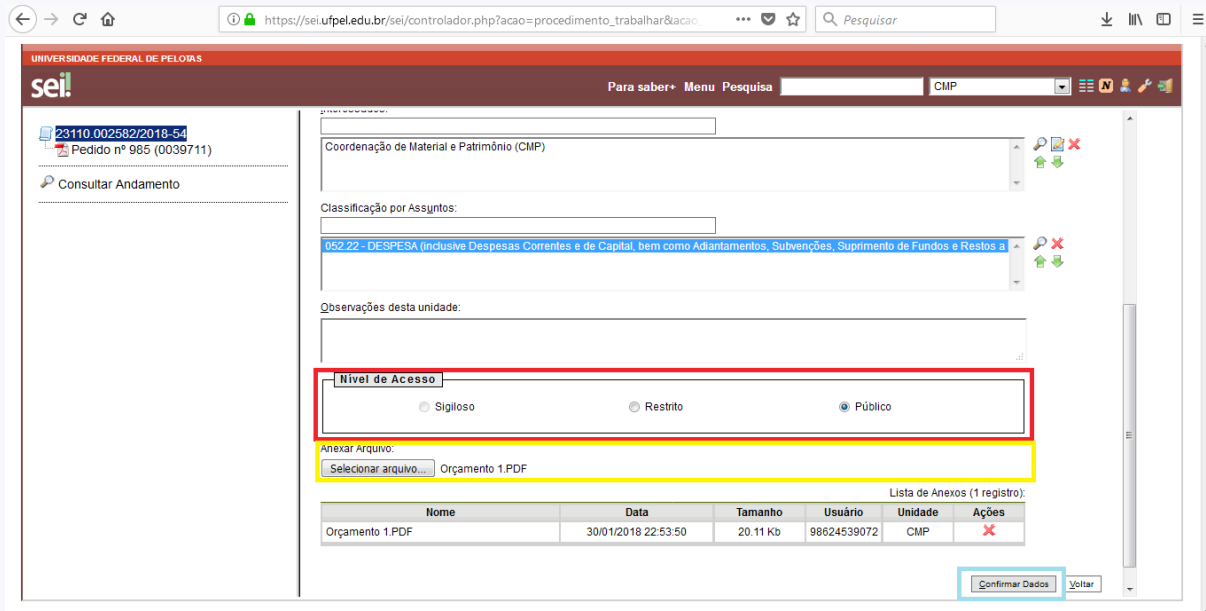 https://sei.ufpel.edu.br/sei/controlador.php?acao=procedimento_trabalhar&acao_
Pesquisar
UNIVERSIDADE FEDERAL DE PELOTAS
sei!
Para saber+ Menu Pesquisa
CMP
N
23110.002582/2018-54
Pedido nº 985 (0039711)
Consultar Andamento
Interessados:
Coordenação de Material e Patrimônio (CMP)
Classificação por Assuntos:
052.22 - DESPESA (inclusive Despesas Correntes e de Capital, bem como Adiantamentos, Subvenções, Suprimento de Fundos e Restos a
Observações desta unidade:
Nível de Acesso
Sigiloso Restrito Público
Anexar Arquivo:
Selecionar arquivo... Orçamento 1.PDF
Lista de Anexos (1 registro):
Nome Data Tamanho Usuário Unidade Ações
Orçamento 1.PDF 30/01/2018 22:53:50 20.11 Kb 98624539072 CMP
Confirmar Dados Voltar